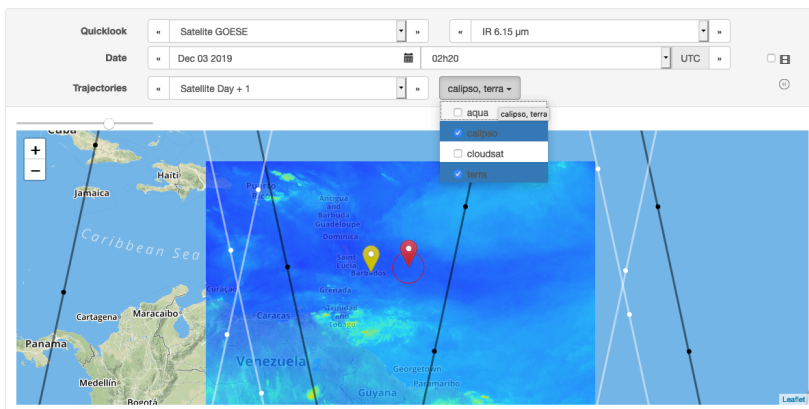 Quicklook « Satelite GOESE » « IR 6.15 µm »
Date « Dec 03 2019 02h20 UTC »
Trajectories « Satellite Day + 1 » calipso, terra
aqua calipso, terra
calipso
cloudsat
terra
Cuba
+
−
Haiti
Jamaica
Puerto
Rico
Antigua
and
Barbuda
Guadeloupe
Dominica
Caribbean Sea
Saint
Lucia
Barbados
Curaçao
Grenada
Cartagena
Maracaibo
Caracas
Trinidad
and
Tobago
Panamá
Venezuela
Medellín
Georgetown
Paramaribo
Guyana
Bogotá
Leaflet